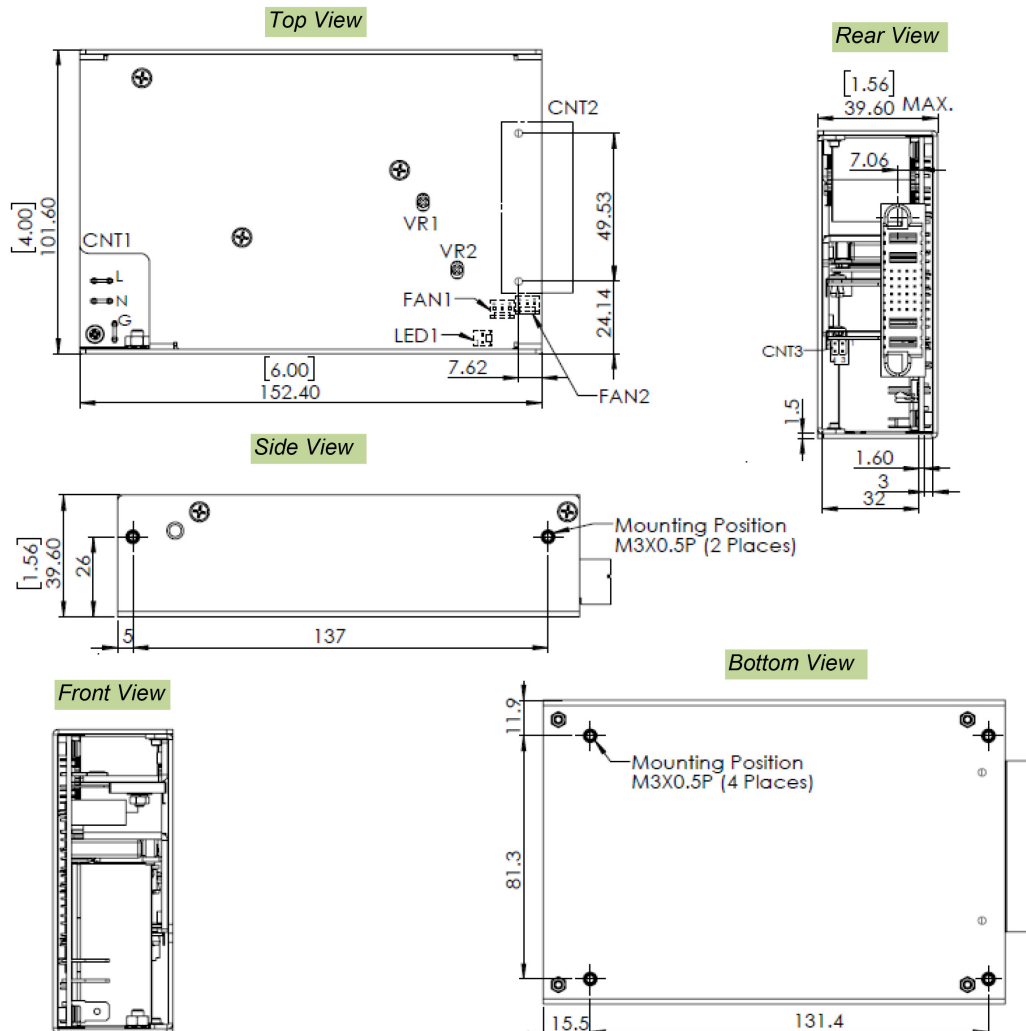 Top View
Rear View
[1.56]
39.60 MAX.
CNT2
7.06
[4.00]
101.60
49.53
VR1
CNT1
VR2
L
FAN1
N
G
24.14
LED1
CNT3
3
[6.00]
7.62
152.40
FAN2
1.5
Side View
1.60
3
32
Mounting Position
M3X0.5P (2 Places)
[1.56]
39.60
26
5
137
Bottom View
Front View
11.9
Mounting Position
M3X0.5P (4 Places)
81.3
15.5
131.4